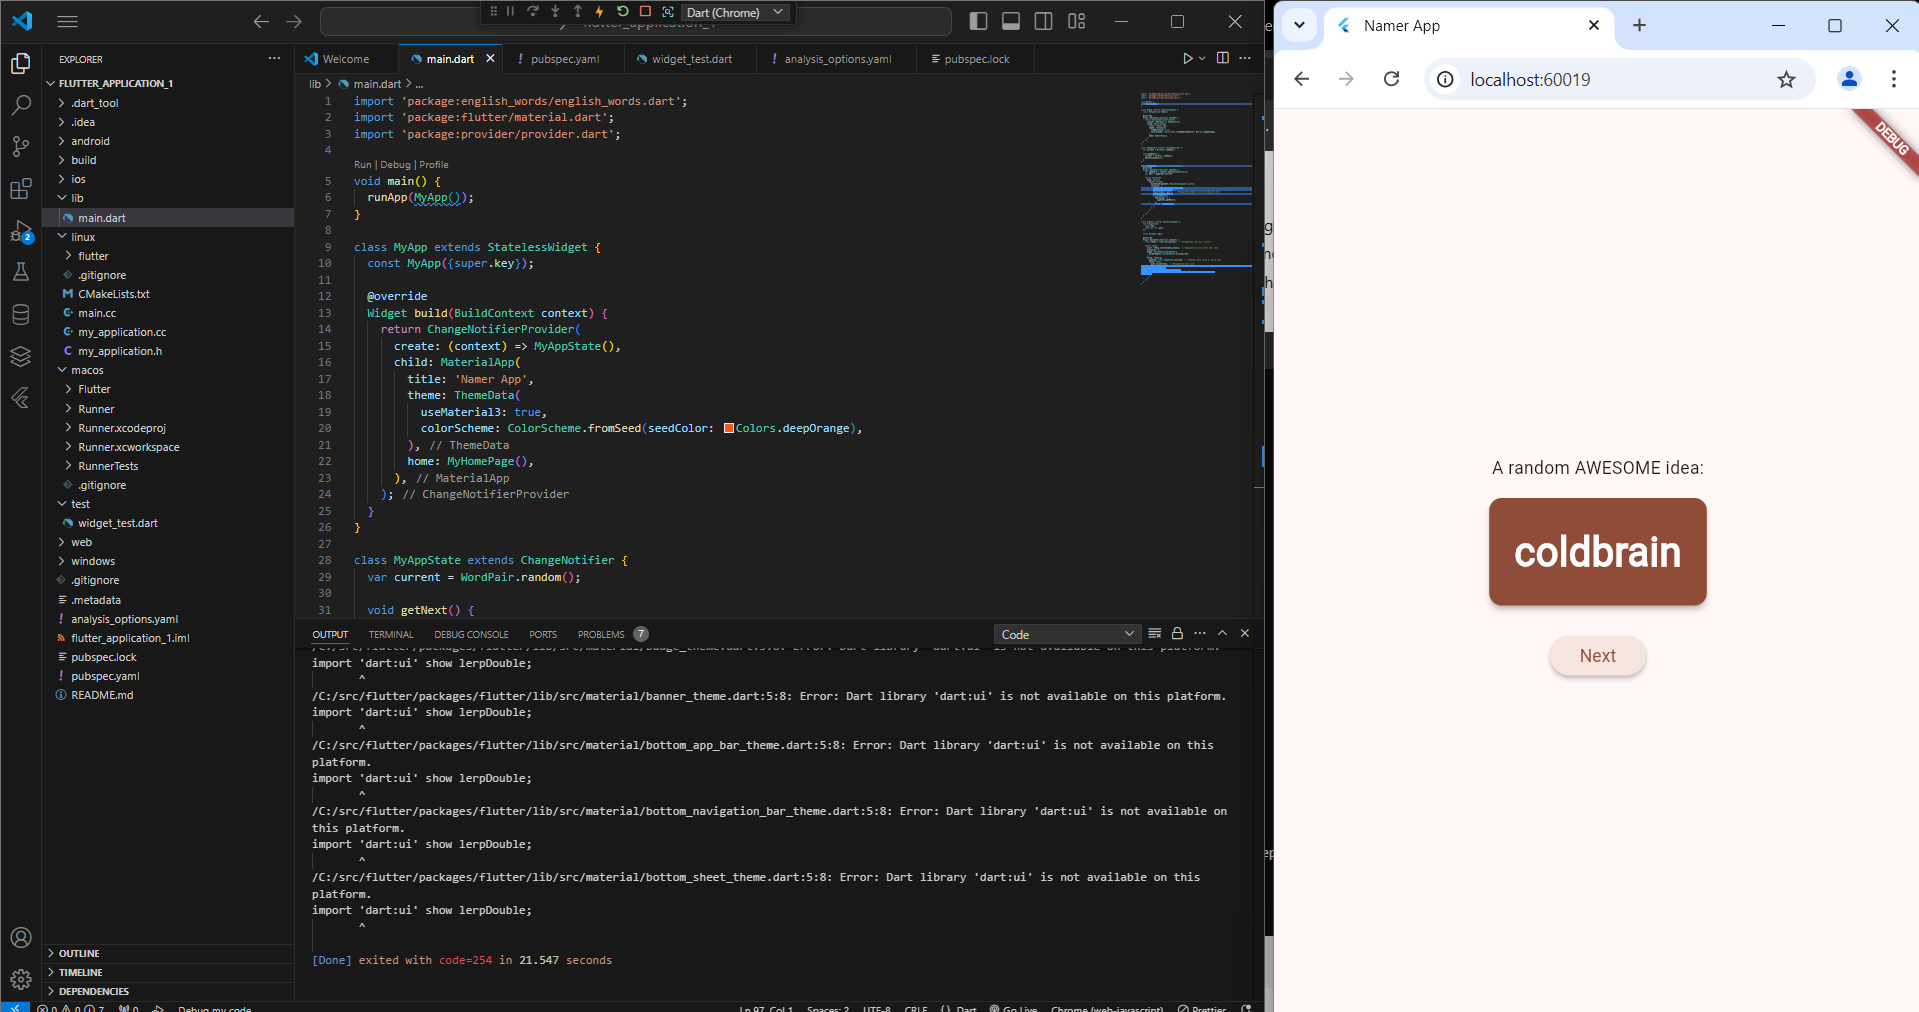 Dart (Chrome)
EXPLORER
FLUTTER_APPLICATION_1
.dart_tool
.idea
android
build
ios
lib
main.dart
linux
flutter
.gitignore
CMakeLists.txt
main.cc
my_application.cc
my_application.h
macos
Flutter
Runner
Runner.xcodeproj
Runner.xcworkspace
RunnerTests
.gitignore
test
widget_test.dart
web
windows
.gitignore
.metadata
analysis_options.yaml
flutter_application_1.iml
pubspec.lock
pubspec.yaml
README.md
OUTLINE
TIMELINE
DEPENDENCIES
Welcome main.dart pubspec.yaml widget_test.dart analysis_options.yaml pubspec.lock
lib > main.dart > ...
1 import 'package:english_words/english_words.dart';
2 import 'package:flutter/material.dart';
3 import 'package:provider/provider.dart';
4
Run | Debug | Profile
5 void main() {
6 runApp(MyApp());
7 }
8
9 class MyApp extends StatelessWidget {
10 const MyApp({super.key});
11
12 @override
13 Widget build(BuildContext context) {
14 return ChangeNotifierProvider(
15 create: (context) => MyAppState(),
16 child: MaterialApp(
17 title: 'Namer App',
18 theme: ThemeData(
19 useMaterial3: true,
20 colorScheme: ColorScheme.fromSeed(seedColor: Colors.deepOrange),
21 ), // ThemeData
22 home: MyHomePage(),
23 ), // MaterialApp
24 ); // ChangeNotifierProvider
25 }
26 }
27
28 class MyAppState extends ChangeNotifier {
29 var current = WordPair.random();
30
31 void getNext() {
OUTPUT TERMINAL DEBUG CONSOLE PORTS PROBLEMS 7 Code
import 'dart:ui' show lerpDouble;
^
/C:/src/flutter/packages/flutter/lib/src/material/banner_theme.dart:5:8: Error: Dart library 'dart:ui' is not available on this platform.
import 'dart:ui' show lerpDouble;
^
/C:/src/flutter/packages/flutter/lib/src/material/bottom_app_bar_theme.dart:5:8: Error: Dart library 'dart:ui' is not available on this
platform.
import 'dart:ui' show lerpDouble;
^
/C:/src/flutter/packages/flutter/lib/src/material/bottom_navigation_bar_theme.dart:5:8: Error: Dart library 'dart:ui' is not available on
this platform.
import 'dart:ui' show lerpDouble;
^
/C:/src/flutter/packages/flutter/lib/src/material/bottom_sheet_theme.dart:5:8: Error: Dart library 'dart:ui' is not available on this
platform.
import 'dart:ui' show lerpDouble;
^
[Done] exited with code=254 in 21.547 seconds
Debug my code Ln 97, Col 1 Spaces: 2 UTF-8 CRLF Dart Go Live Chrome (web-javascript) Prettier
Namer App
localhost:60019
DEBUG
A random AWESOME idea:
coldbrain
Next